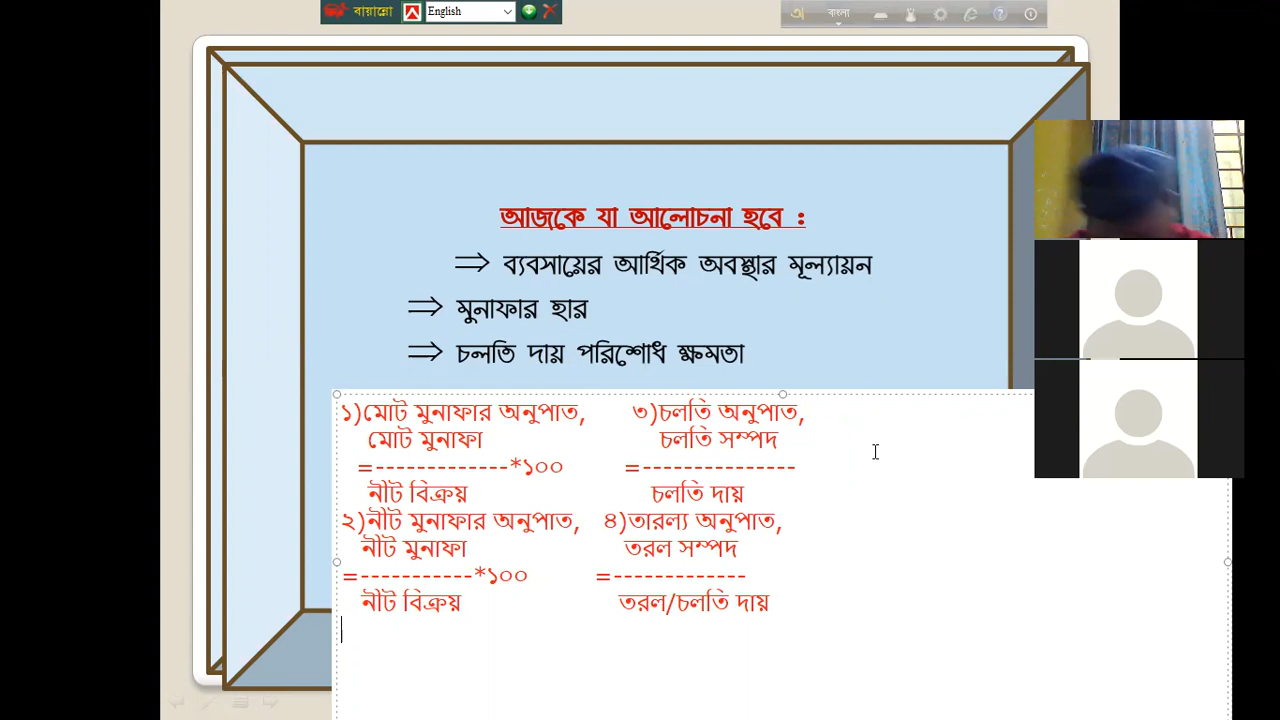 বায়ান্নো
English
বাংলা
আজকে যা আলোচনা হবে :
⇒ ব্যবসায়ের আর্থিক অবস্থার মূল্যায়ন
⇒ মুনাফার হার
⇒ চলতি দায় পরিশোধ ক্ষমতা
১)মোট মুনাফার অনুপাত,
মোট মুনাফা
=-------------*১০০
নীট বিক্রয়
২)নীট মুনাফার অনুপাত,
নীট মুনাফা
=-----------*১০০
নীট বিক্রয়
৩)চলতি অনুপাত,
চলতি সম্পদ
=---------------
চলতি দায়
৪)তারল্য অনুপাত,
তরল সম্পদ
=-------------
তরল/চলতি দায়